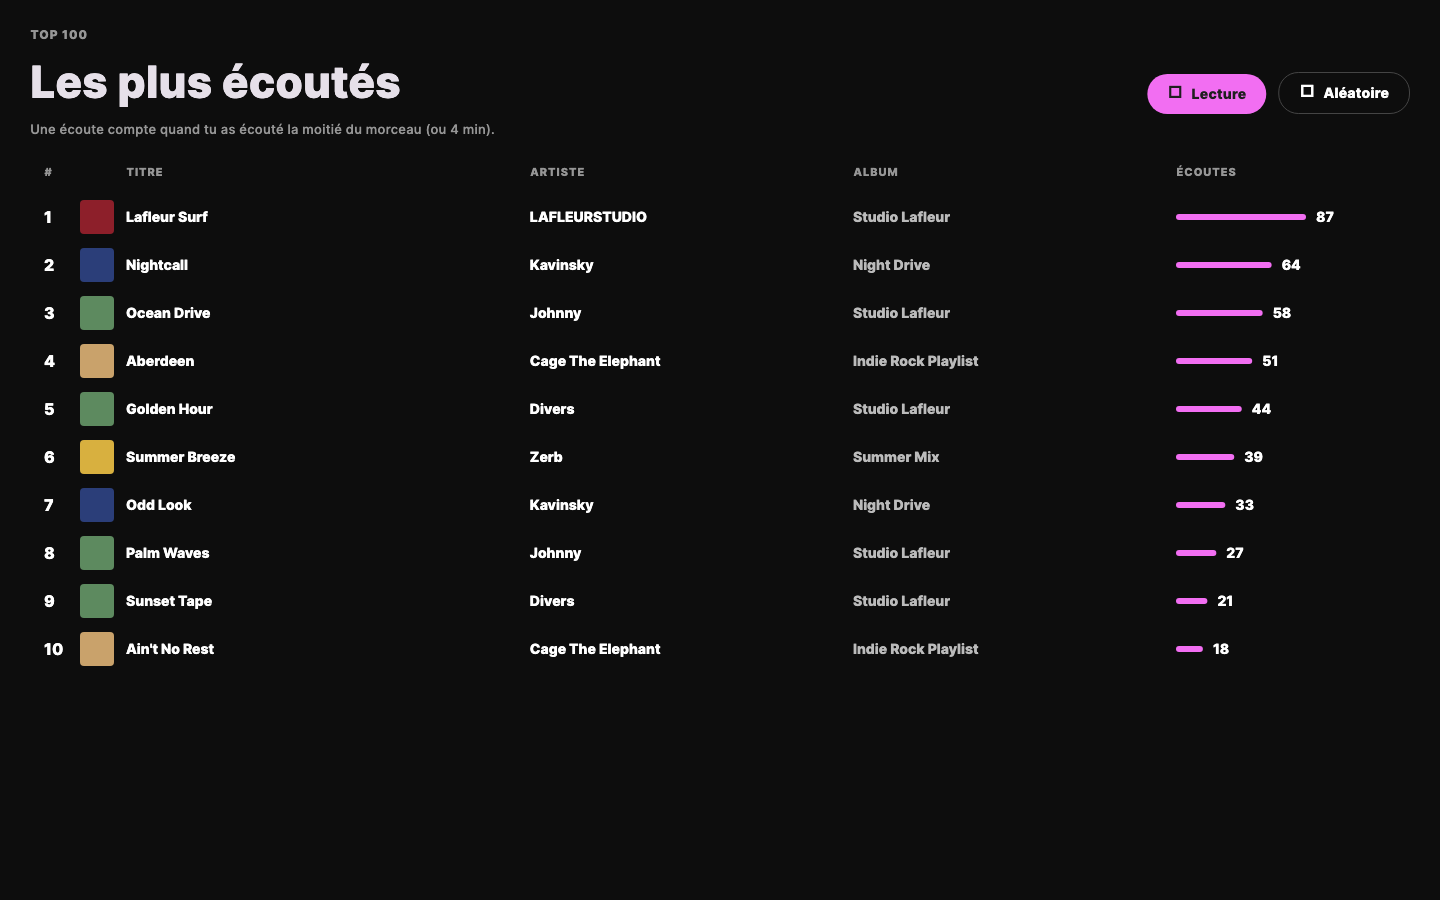 TOP 100
Les plus écoutés
Lecture
Aléatoire
Une écoute compte quand tu as écouté la moitié du morceau (ou 4 min).
# TITRE ARTISTE ALBUM ÉCOUTES
1 Lafleur Surf LAFLEURSTUDIO Studio Lafleur 87
2 Nightcall Kavinsky Night Drive 64
3 Ocean Drive Johnny Studio Lafleur 58
4 Aberdeen Cage The Elephant Indie Rock Playlist 51
5 Golden Hour Divers Studio Lafleur 44
6 Summer Breeze Zerb Summer Mix 39
7 Odd Look Kavinsky Night Drive 33
8 Palm Waves Johnny Studio Lafleur 27
9 Sunset Tape Divers Studio Lafleur 21
10 Ain't No Rest Cage The Elephant Indie Rock Playlist 18